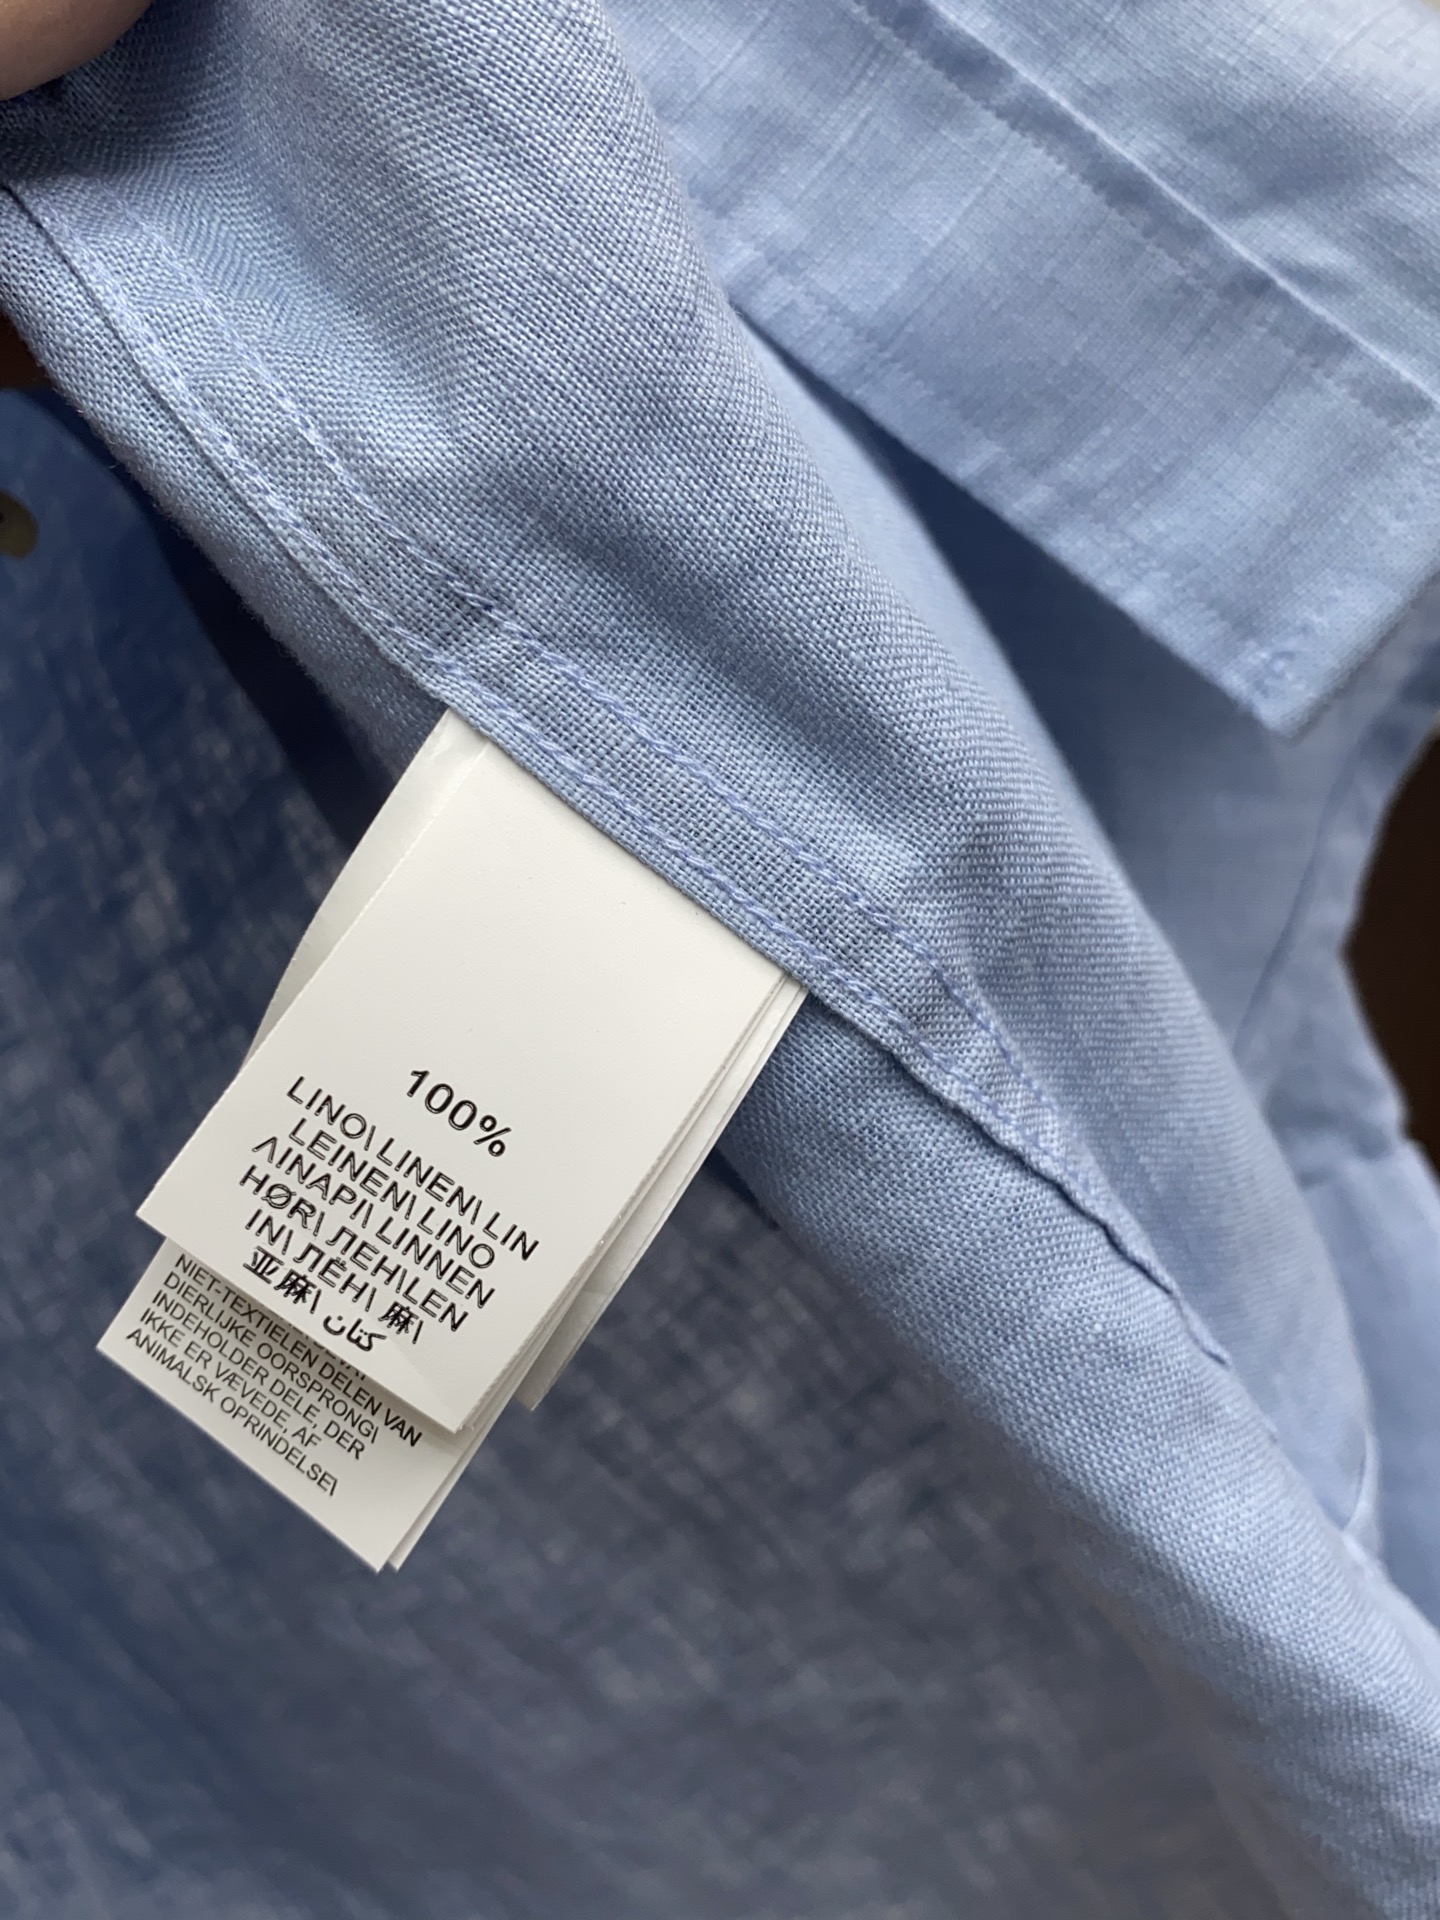 100%
LINO\ LINEN\ LIN
LEINEN\ LINO
ΛΙΝΑΡΙ\ LINNEN
HØR\ ЛЕН\LEN
IN\ ЛЁН\ 麻\
亚麻\ كتان
NIET-TEXTIELEN DELEN VAN
DIERLIJKE OORSPRONG\
INDEHOLDER DELE, DER
IKKE ER VÆVEDE, AF
ANIMALSK OPRINDELSE\